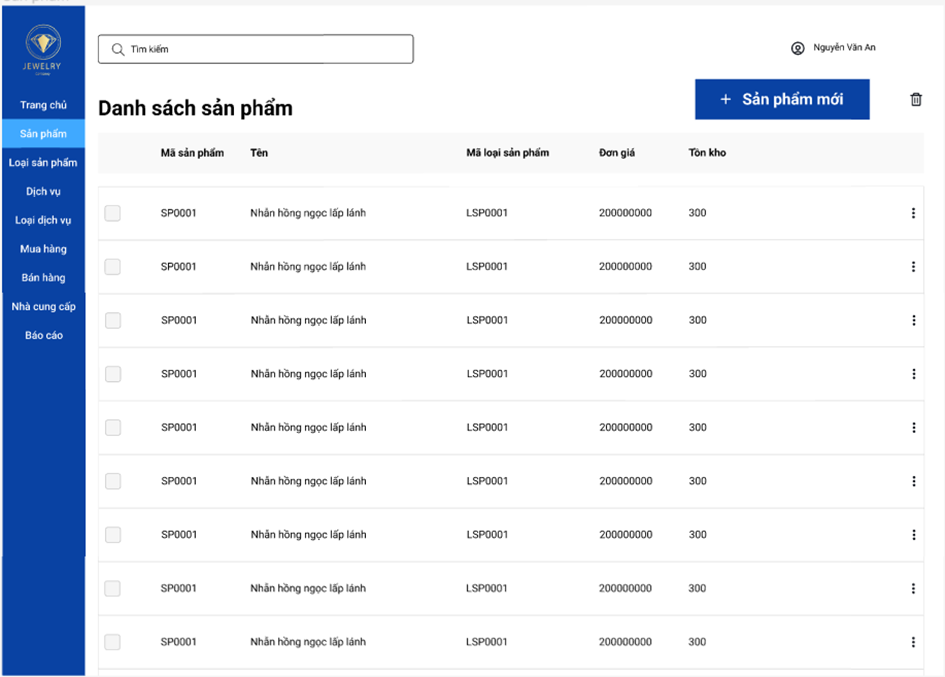 JEWELRY
Trang chủ
Sản phẩm
Loại sản phẩm
Dịch vụ
Loại dịch vụ
Mua hàng
Bán hàng
Nhà cung cấp
Báo cáo
Tìm kiếm
Nguyễn Văn An
Danh sách sản phẩm
+ Sản phẩm mới
Mã sản phẩm Tên Mã loại sản phẩm Đơn giá Tồn kho
SP0001 Nhẫn hồng ngọc lấp lánh LSP0001 200000000 300
SP0001 Nhẫn hồng ngọc lấp lánh LSP0001 200000000 300
SP0001 Nhẫn hồng ngọc lấp lánh LSP0001 200000000 300
SP0001 Nhẫn hồng ngọc lấp lánh LSP0001 200000000 300
SP0001 Nhẫn hồng ngọc lấp lánh LSP0001 200000000 300
SP0001 Nhẫn hồng ngọc lấp lánh LSP0001 200000000 300
SP0001 Nhẫn hồng ngọc lấp lánh LSP0001 200000000 300
SP0001 Nhẫn hồng ngọc lấp lánh LSP0001 200000000 300
SP0001 Nhẫn hồng ngọc lấp lánh LSP0001 200000000 300